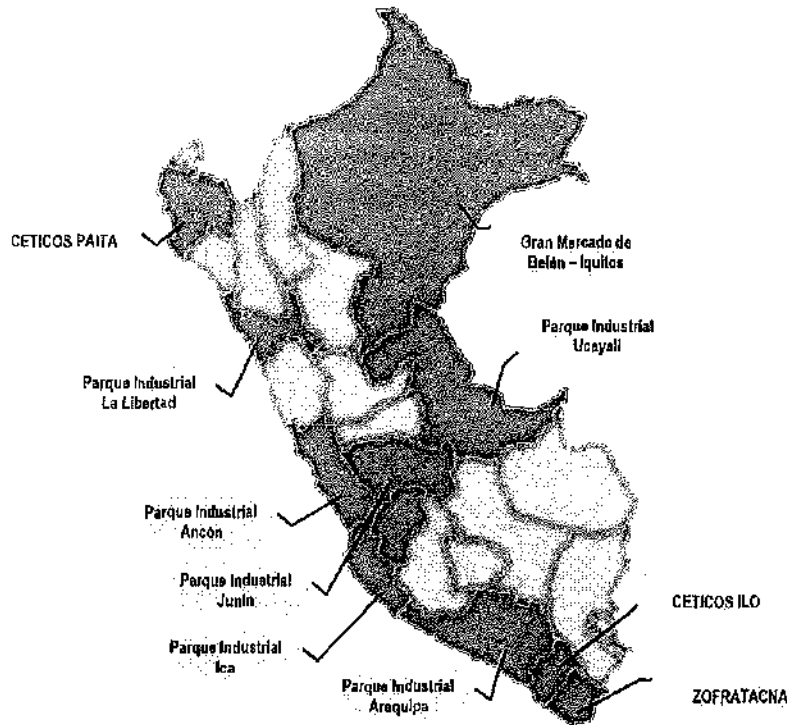 CETICOS PAITA
Gran Mercado de
Belén – Iquitos
Parque Industrial
Ucayali
Parque Industrial
La Libertad
Parque Industrial
Ancón
Parque Industrial
Junín
CETICOS ILO
Parque Industrial
Ica
Parque Industrial
Arequipa
ZOFRATACNA